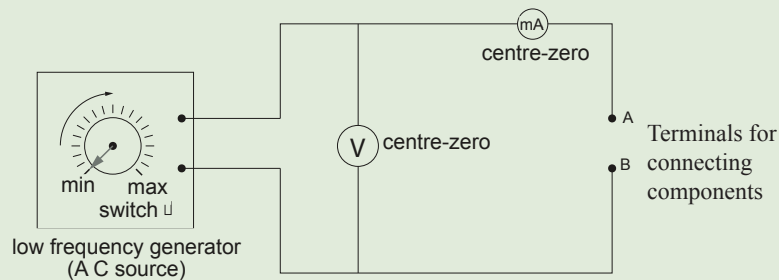 mA
centre-zero
A
Terminals for
connecting
components
B
V
centre-zero
min
max
switch
low frequency generator
(A C source)